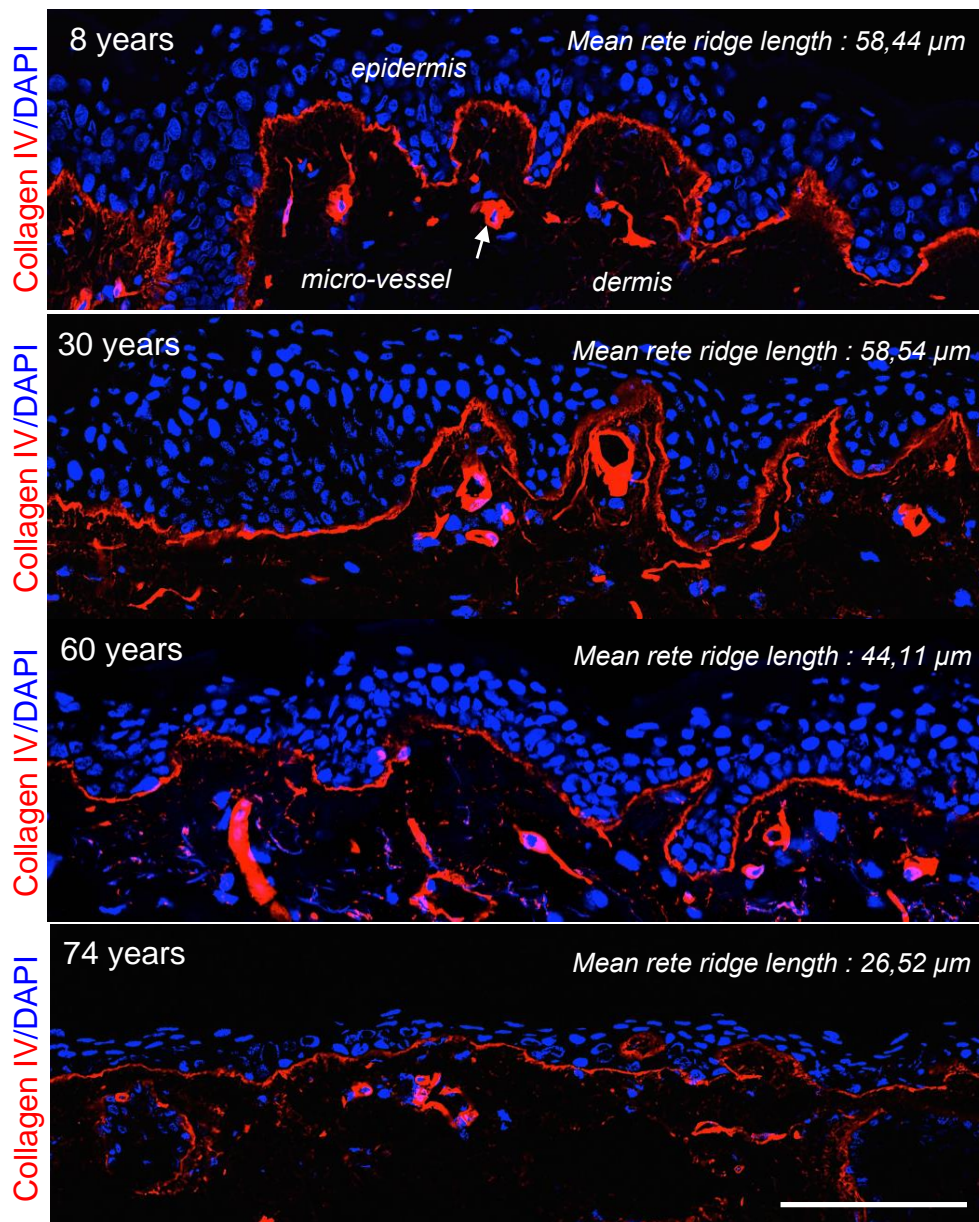 8 years
Mean rete ridge length : 58,44 µm
epidermis
micro-vessel
dermis
Collagen IV/DAPI
30 years
Mean rete ridge length : 58,54 µm
Collagen IV/DAPI
60 years
Mean rete ridge length : 44,11 µm
Collagen IV/DAPI
74 years
Mean rete ridge length : 26,52 µm
Collagen IV/DAPI